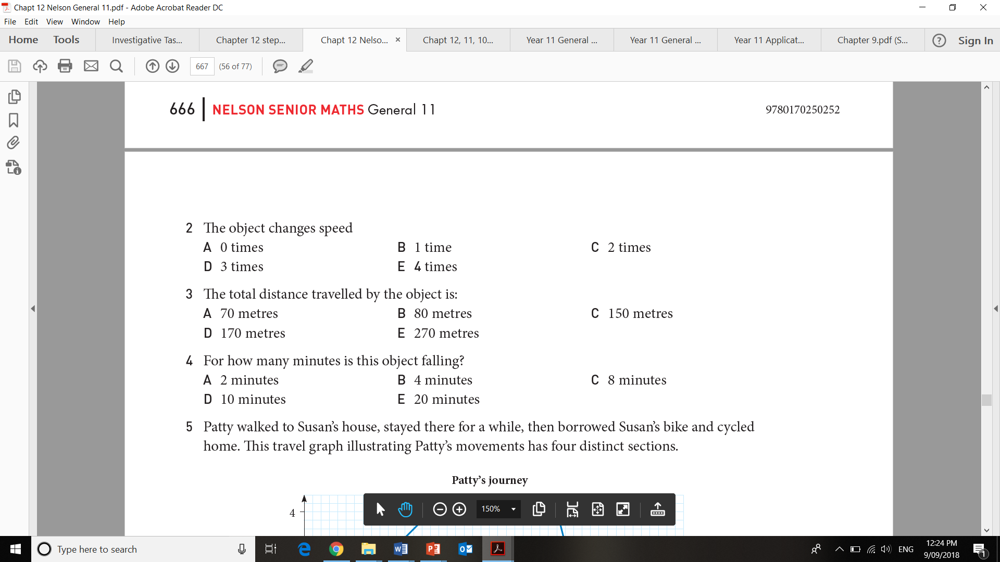 Chapt 12 Nelson General 11.pdf - Adobe Acrobat Reader DC
File Edit View Window Help
Home Tools Investigative Tas... Chapter 12 step... Chapt 12 Nelso... × Chapt 12, 11, 10... Year 11 General ... Year 11 General ... Year 11 Applicat... Chapter 9.pdf (S... ? Sign In
667 (56 of 77)
666 | NELSON SENIOR MATHS General 11 9780170250252
2 The object changes speed
A 0 times B 1 time C 2 times
D 3 times E 4 times
3 The total distance travelled by the object is:
A 70 metres B 80 metres C 150 metres
D 170 metres E 270 metres
4 For how many minutes is this object falling?
A 2 minutes B 4 minutes C 8 minutes
D 10 minutes E 20 minutes
5 Patty walked to Susan's house, stayed there for a while, then borrowed Susan's bike and cycled
home. This travel graph illustrating Patty's movements has four distinct sections.
Patty's journey
4
150%
Type here to search
ENG
12:24 PM
9/09/2018
1